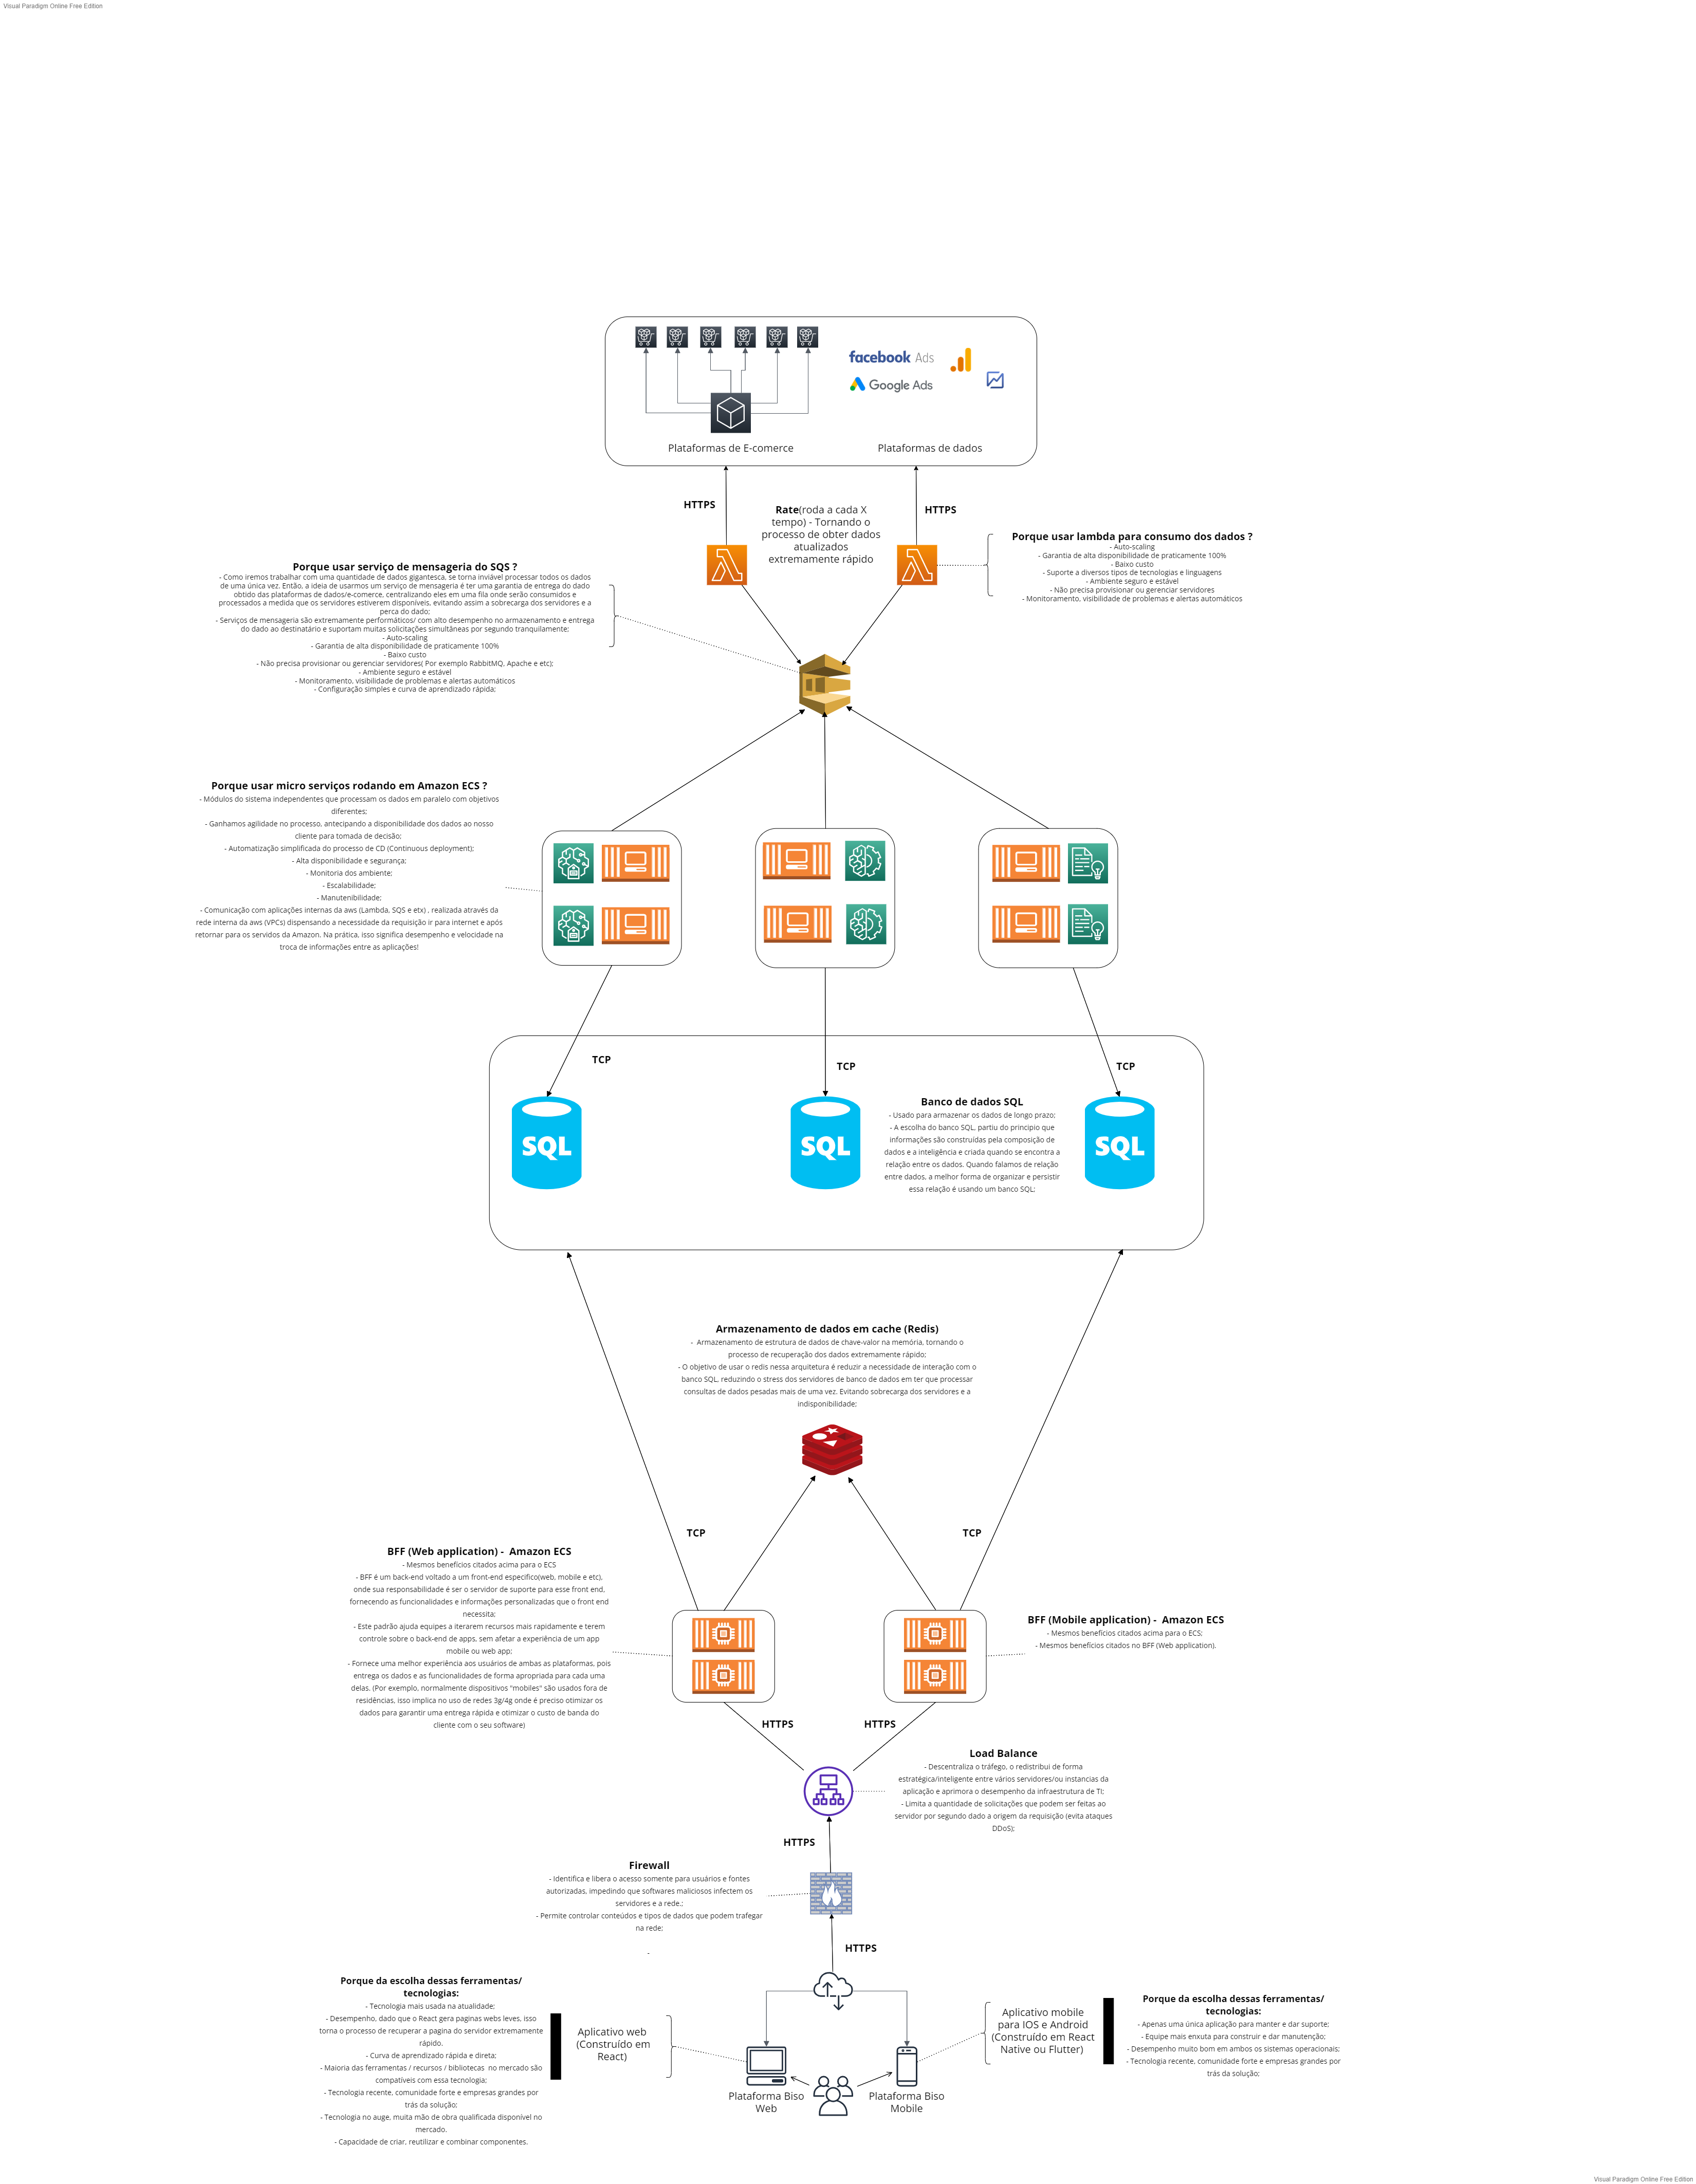 Visual Paradigm Online Free Edition
facebook Ads
Google Ads
Plataformas de E-comerce
Plataformas de dados
HTTPS
Rate(roda a cada X
tempo) - Tornando o
processo de obter dados
atualizados
extremamente rápido
HTTPS
Porque usar lambda para consumo dos dados ?
- Auto-scaling
- Garantia de alta disponibilidade de praticamente 100%
- Baixo custo
- Suporte a diversos tipos de tecnologias e linguagens
- Ambiente seguro e estável
- Não precisa provisionar ou gerenciar servidores
- Monitoramento, visibilidade de problemas e alertas automáticos
Porque usar serviço de mensageria do SQS ?
- Como iremos trabalhar com uma quantidade de dados gigantesca, se torna inviável processar todos os dados
de uma única vez. Então, a ideia de usarmos um serviço de mensageria é ter uma garantia de entrega do dado
obtido das plataformas de dados/e-comerce, centralizando eles em uma fila onde serão consumidos e
processados a medida que os servidores estiverem disponíveis, evitando assim a sobrecarga dos servidores e a
perca do dado;
- Serviços de mensageria são extremamente performáticos/ com alto desempenho no armazenamento e entrega
do dado ao destinatário e suportam muitas solicitações simultâneas por segundo tranquilamente;
- Auto-scaling
- Garantia de alta disponibilidade de praticamente 100%
- Baixo custo
- Não precisa provisionar ou gerenciar servidores( Por exemplo RabbitMQ, Apache e etc);
- Ambiente seguro e estável
- Monitoramento, visibilidade de problemas e alertas automáticos
- Configuração simples e curva de aprendizado rápida;
Porque usar micro serviços rodando em Amazon ECS ?
- Módulos do sistema independentes que processam os dados em paralelo com objetivos
diferentes;
- Ganhamos agilidade no processo, antecipando a disponibilidade dos dados ao nosso
cliente para tomada de decisão;
- Automatização simplificada do processo de CD (Continuous deployment);
- Alta disponibilidade e segurança;
- Monitoria dos ambiente;
- Escalabilidade;
- Manutenibilidade;
- Comunicação com aplicações internas da aws (Lambda, SQS e etx) , realizada através da
rede interna da aws (VPCs) dispensando a necessidade da requisição ir para internet e após
retornar para os servidos da Amazon. Na prática, isso significa desempenho e velocidade na
troca de informações entre as aplicações!
TCP
TCP
TCP
SQL
SQL
SQL
Banco de dados SQL
- Usado para armazenar os dados de longo prazo;
- A escolha do banco SQL, partiu do principio que
informações são construídas pela composição de
dados e a inteligência e criada quando se encontra a
relação entre os dados. Quando falamos de relação
entre dados, a melhor forma de organizar e persistir
essa relação é usando um banco SQL;
Armazenamento de dados em cache (Redis)
- Armazenamento de estrutura de dados de chave-valor na memória, tornando o
processo de recuperação dos dados extremamente rápido;
- O objetivo de usar o redis nessa arquitetura é reduzir a necessidade de interação com o
banco SQL, reduzindo o stress dos servidores de banco de dados em ter que processar
consultas de dados pesadas mais de uma vez. Evitando sobrecarga dos servidores e a
indisponibilidade;
TCP
TCP
BFF (Web application) - Amazon ECS
- Mesmos benefícios citados acima para o ECS
- BFF é um back-end voltado a um front-end especifico(web, mobile e etc),
onde sua responsabilidade é ser o servidor de suporte para esse front end,
fornecendo as funcionalidades e informações personalizadas que o front end
necessita;
- Este padrão ajuda equipes a iterarem recursos mais rapidamente e terem
controle sobre o back-end de apps, sem afetar a experiência de um app
mobile ou web app;
- Fornece uma melhor experiência aos usuários de ambas as plataformas, pois
entrega os dados e as funcionalidades de forma apropriada para cada uma
delas. (Por exemplo, normalmente dispositivos "mobiles" são usados fora de
residências, isso implica no uso de redes 3g/4g onde é preciso otimizar os
dados para garantir uma entrega rápida e otimizar o custo de banda do
cliente com o seu software)
BFF (Mobile application) - Amazon ECS
- Mesmos benefícios citados acima para o ECS;
- Mesmos benefícios citados no BFF (Web application).
HTTPS
HTTPS
Load Balance
- Descentraliza o tráfego, o redistribui de forma
estratégica/inteligente entre vários servidores/ou instancias da
aplicação e aprimora o desempenho da infraestrutura de TI;
- Limita a quantidade de solicitações que podem ser feitas ao
servidor por segundo dado a origem da requisição (evita ataques
DDoS);
HTTPS
Firewall
- Identifica e libera o acesso somente para usuários e fontes
autorizadas, impedindo que softwares maliciosos infectem os
servidores e a rede.;
- Permite controlar conteúdos e tipos de dados que podem trafegar
na rede;
-
HTTPS
Porque da escolha dessas ferramentas/
tecnologias:
- Tecnologia mais usada na atualidade;
- Desempenho, dado que o React gera paginas webs leves, isso
torna o processo de recuperar a pagina do servidor extremamente
rápido.
- Curva de aprendizado rápida e direta;
- Maioria das ferramentas / recursos / bibliotecas no mercado são
compatíveis com essa tecnologia;
- Tecnologia recente, comunidade forte e empresas grandes por
trás da solução;
- Tecnologia no auge, muita mão de obra qualificada disponível no
mercado.
- Capacidade de criar, reutilizar e combinar componentes.
Aplicativo web
(Construído em
React)
Plataforma Biso
Web
Plataforma Biso
Mobile
Aplicativo mobile
para IOS e Android
(Construído em React
Native ou Flutter)
Porque da escolha dessas ferramentas/
tecnologias:
- Apenas uma única aplicação para manter e dar suporte;
- Equipe mais enxuta para construir e dar manutenção;
- Desempenho muito bom em ambos os sistemas operacionais;
- Tecnologia recente, comunidade forte e empresas grandes por
trás da solução;
Visual Paradigm Online Free Edition